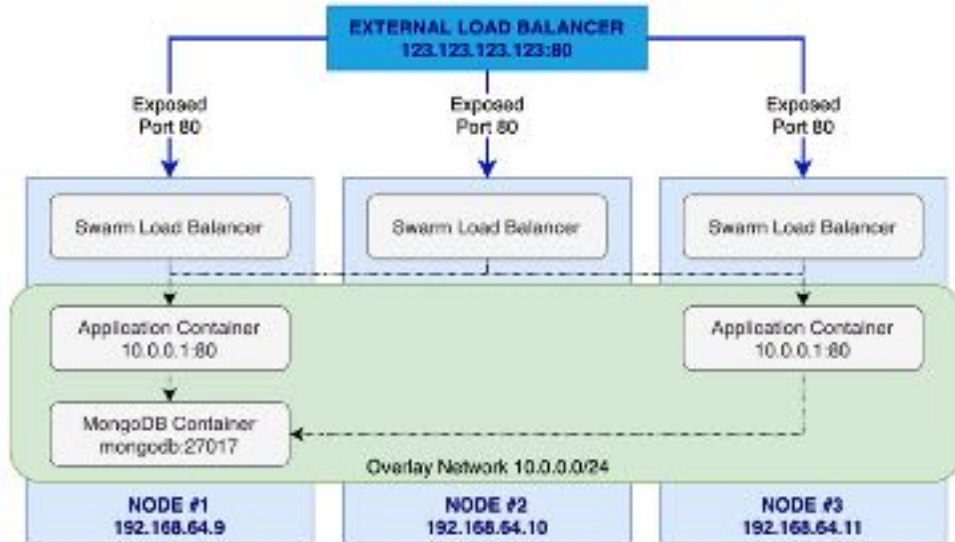 EXTERNAL LOAD BALANCER
123.123.123.123:80
Exposed
Port 80
Exposed
Port 80
Exposed
Port 80
Swarm Load Balancer
Swarm Load Balancer
Swarm Load Balancer
Application Container
10.0.0.1:80
Application Container
10.0.0.1:80
MongoDB Container
mongodb:27017
Overlay Network 10.0.0.0/24
NODE #1
192.168.64.9
NODE #2
192.168.64.10
NODE #3
192.168.64.11